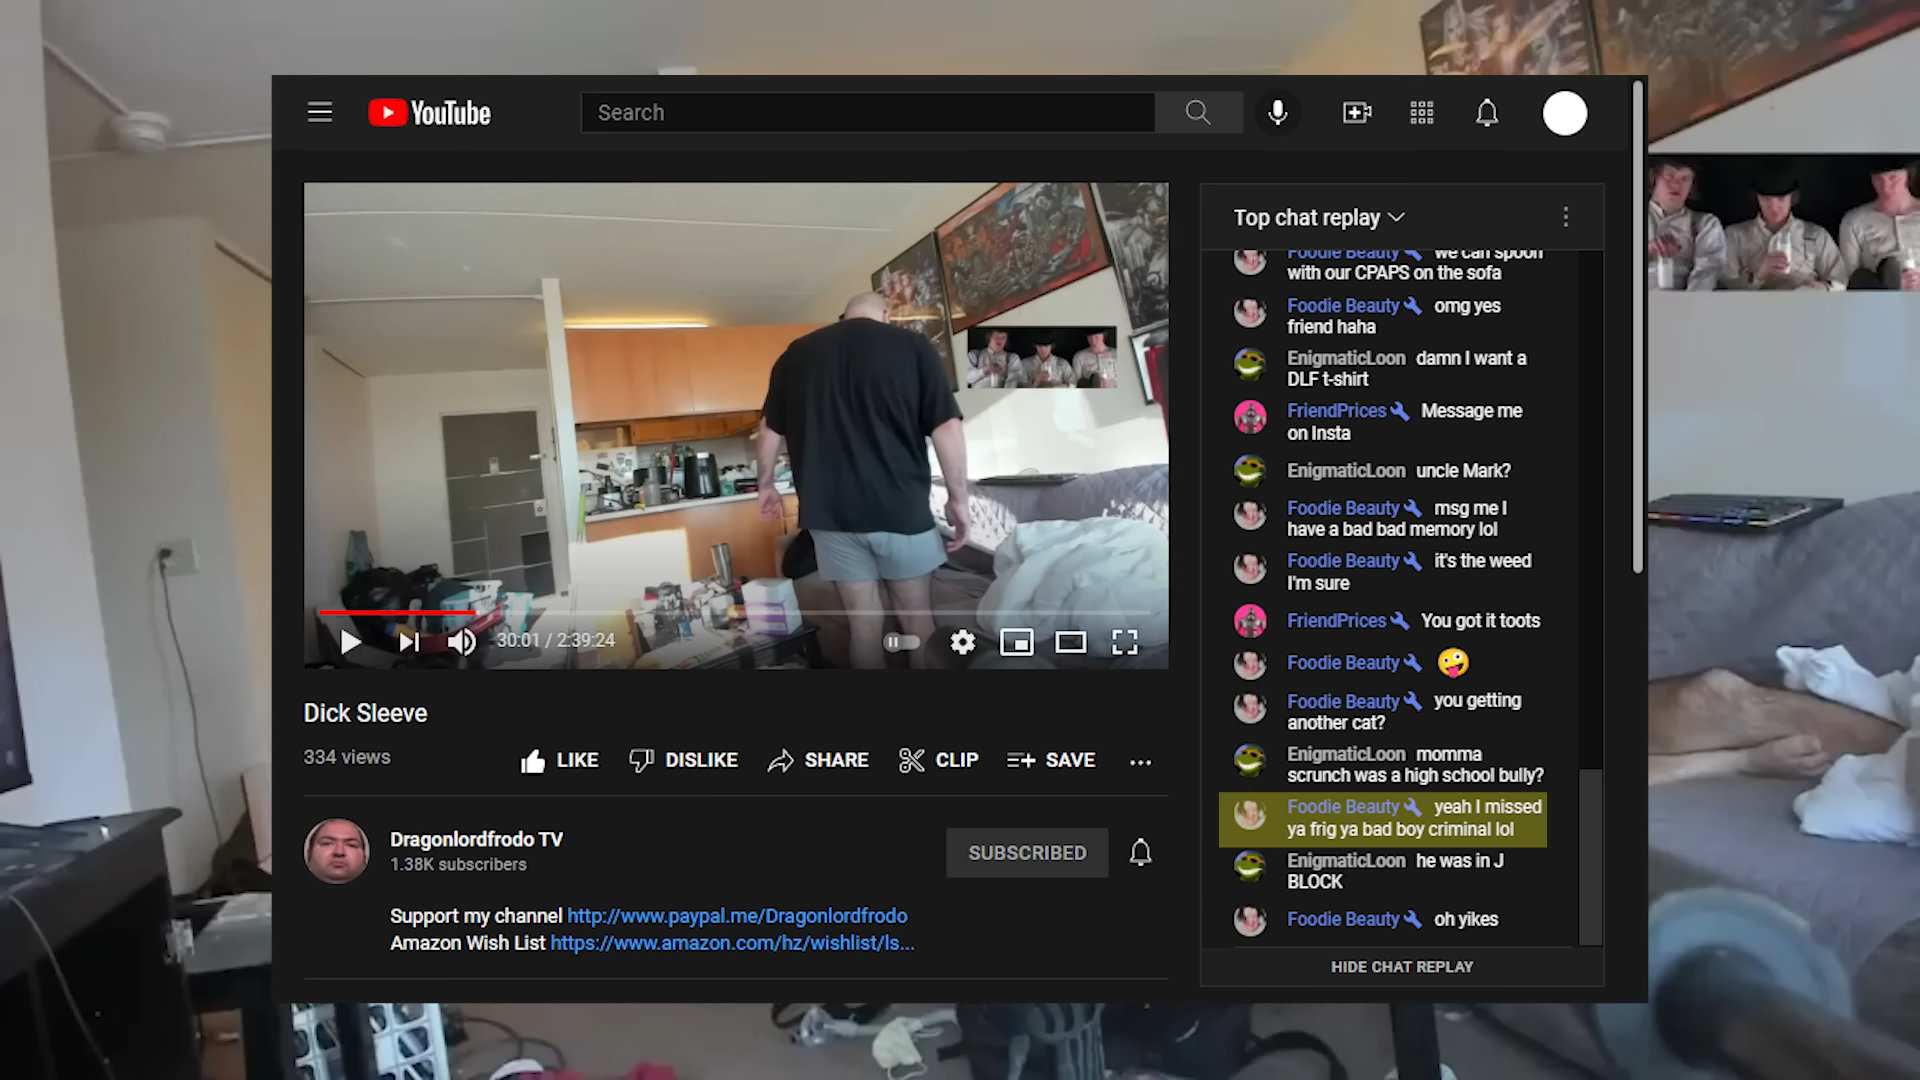 YouTube
Search
Top chat replay
Foodie Beauty we can spoon
with our CPAPS on the sofa
Foodie Beauty omg yes
friend haha
EnigmaticLoon damn I want a
DLF t-shirt
FriendPrices Message me
on Insta
EnigmaticLoon uncle Mark?
Foodie Beauty msg me I
have a bad bad memory lol
Foodie Beauty it's the weed
I'm sure
FriendPrices You got it toots
Foodie Beauty 🤪
Foodie Beauty you getting
another cat?
EnigmaticLoon momma
scrunch was a high school bully?
Foodie Beauty yeah I missed
ya frig ya bad boy criminal lol
EnigmaticLoon he was in J
BLOCK
Foodie Beauty oh yikes
HIDE CHAT REPLAY
30:01 / 2:39:24
Dick Sleeve
334 views
LIKE DISLIKE SHARE CLIP SAVE
Dragonlordfrodo TV
1.38K subscribers
SUBSCRIBED
Support my channel http://www.paypal.me/Dragonlordfrodo
Amazon Wish List https://www.amazon.com/hz/wishlist/ls...